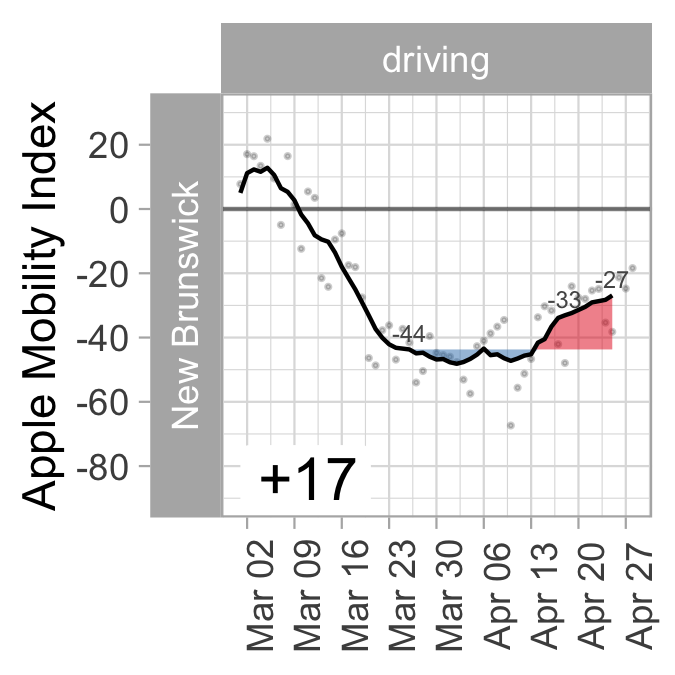 driving
Apple Mobility Index
New Brunswick
20
0
-20
-40
-60
-80
-44
-33
-27
+17
Mar 02
Mar 09
Mar 16
Mar 23
Mar 30
Apr 06
Apr 13
Apr 20
Apr 27